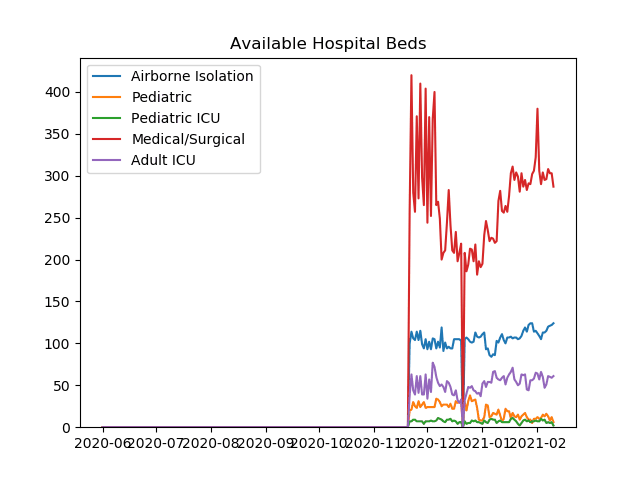 Available Hospital Beds
Airborne Isolation
Pediatric
Pediatric ICU
Medical/Surgical
Adult ICU
400
350
300
250
200
150
100
50
0
2020-06 2020-07 2020-08 2020-09 2020-10 2020-11 2020-12 2021-01 2021-02